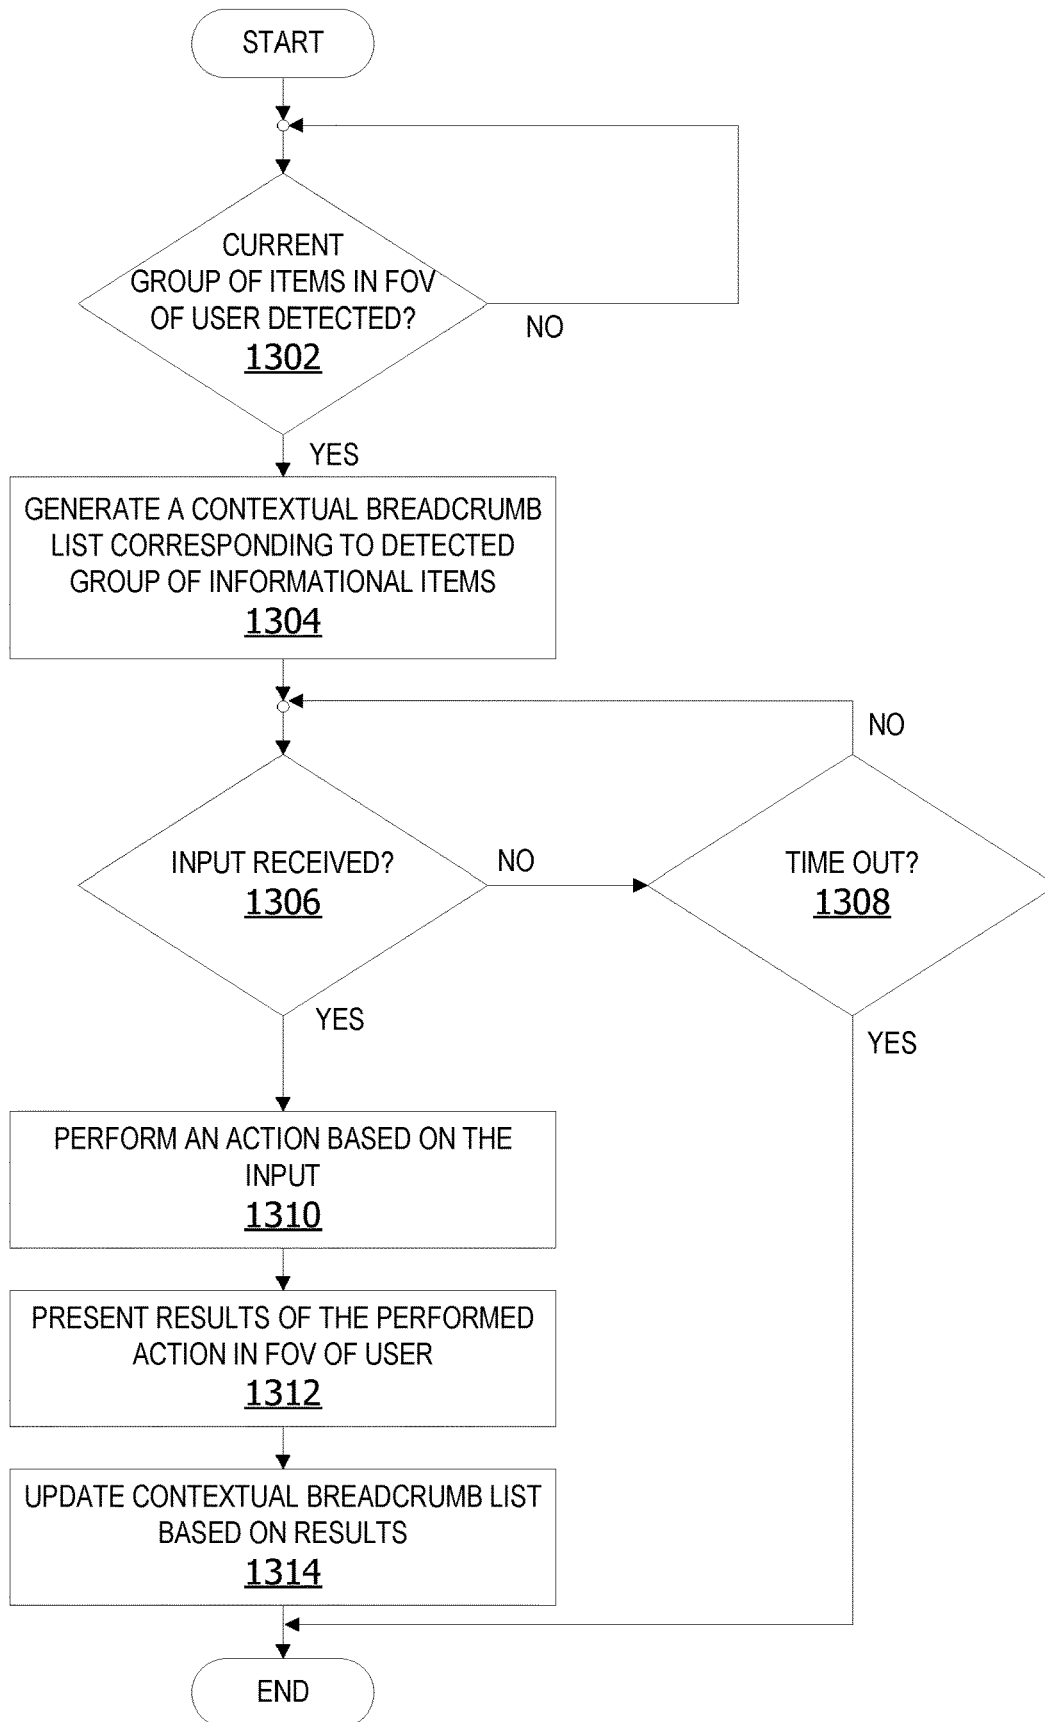 START
CURRENT
GROUP OF ITEMS IN FOV
OF USER DETECTED?
1302
NO
YES
GENERATE A CONTEXTUAL BREADCRUMB
LIST CORRESPONDING TO DETECTED
GROUP OF INFORMATIONAL ITEMS
1304
NO
INPUT RECEIVED?
1306
NO
TIME OUT?
1308
YES
YES
PERFORM AN ACTION BASED ON THE
INPUT
1310
PRESENT RESULTS OF THE PERFORMED
ACTION IN FOV OF USER
1312
UPDATE CONTEXTUAL BREADCRUMB LIST
BASED ON RESULTS
1314
END